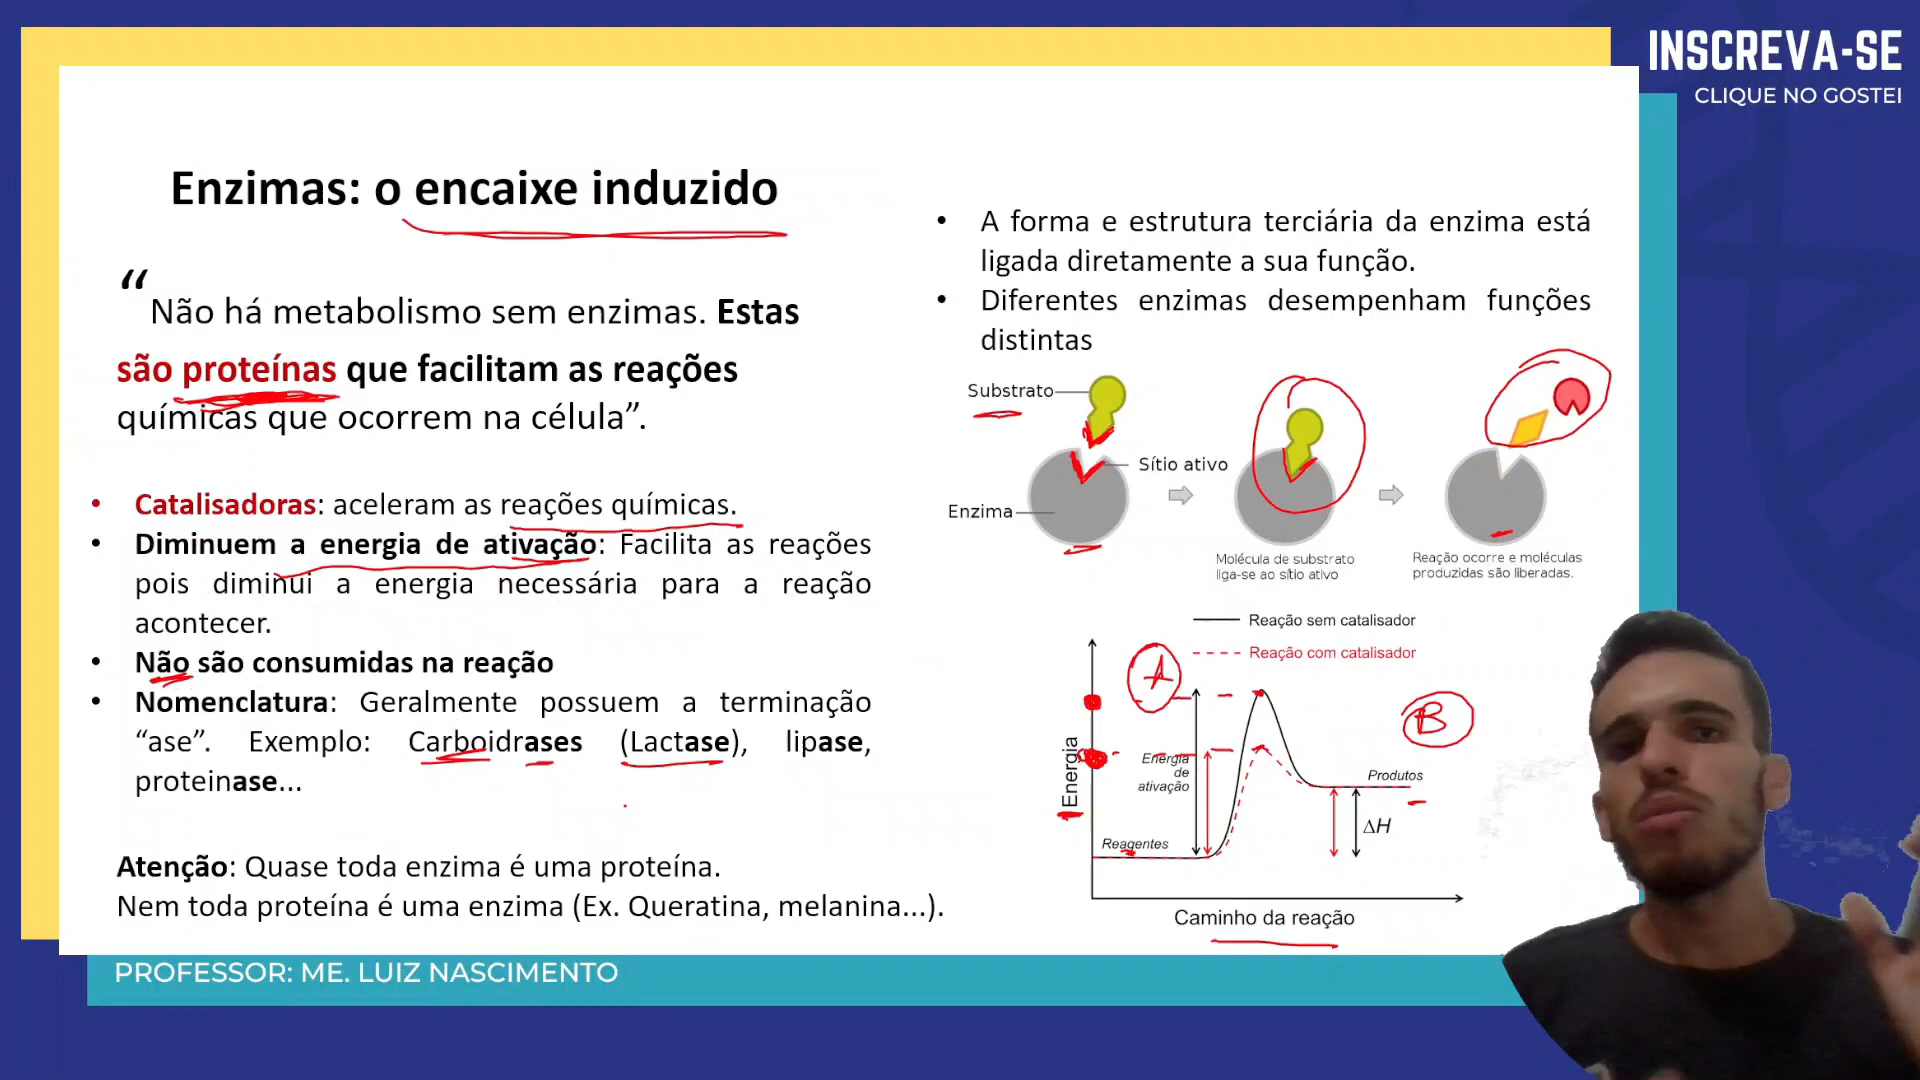 INSCREVA-SE
CLIQUE NO GOSTEI
Enzimas: o encaixe induzido
“Não há metabolismo sem enzimas. Estas
são proteínas que facilitam as reações
químicas que ocorrem na célula”.
• Catalisadoras: aceleram as reações químicas.
• Diminuem a energia de ativação: Facilita as reações
pois diminui a energia necessária para a reação
acontecer.
• Não são consumidas na reação
• Nomenclatura: Geralmente possuem a terminação
“ase”. Exemplo: Carboidrases (Lactase), lipase,
proteinase...
Atenção: Quase toda enzima é uma proteína.
Nem toda proteína é uma enzima (Ex. Queratina, melanina...).
• A forma e estrutura terciária da enzima está
ligada diretamente a sua função.
• Diferentes enzimas desempenham funções
distintas
Substrato
Sítio ativo
Enzima
Molécula de substrato
liga-se ao sítio ativo
Reação ocorre e moléculas
produzidas são liberadas.
Reação sem catalisador
Reação com catalisador
A
B
Energia
Energia
de
ativação
Produtos
ΔH
Reagentes
Caminho da reação
PROFESSOR: ME. LUIZ NASCIMENTO